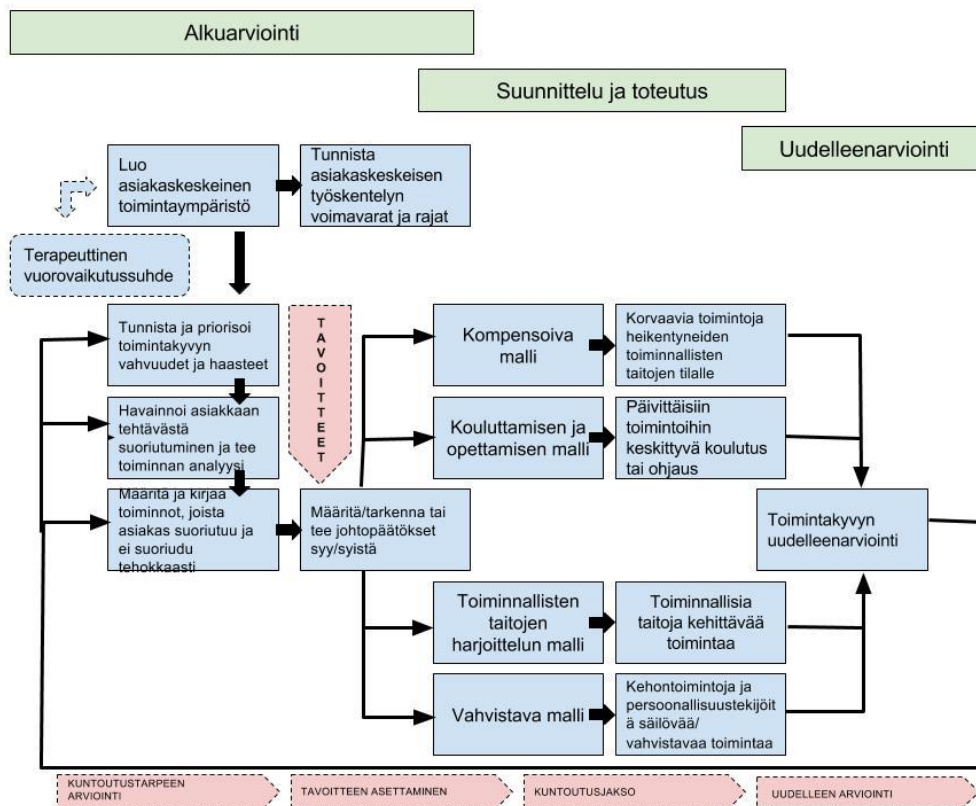 Alkuarviointi
Suunnittelu ja toteutus
Uudelleenarviointi
Luo
asiakaskeskeinen
toimintaympäristö
Tunnista
asiakaskeskeisen
työskentelyn
voimavarat ja rajat
Terapeuttinen
vuorovaikutussuhde
Tunnista ja priorisoi
toimintakyvyn
vahvuudet ja haasteet
TAVOITTEET
Kompensoiva
malli
Korvaavia toimintoja
heikentyneiden
toiminnallisten
taitojen tilalle
Havainnoi asiakkaan
tehtävästä
suoriutuminen ja tee
toiminnan analyysi
Kouluttamisen ja
opettamisen malli
Päivittäisiin
toimintoihin
keskittyvä koulutus
tai ohjaus
Määritä ja kirjaa
toiminnot, joista
asiakas suoriutuu ja
ei suoriudu
tehokkaasti
Määritä/tarkenna tai
tee johtopäätökset
syy/syistä
Toimintakyvyn
uudelleenarviointi
Toiminnallisten
taitojen
harjoittelun malli
Toiminnallisia
taitoja kehittävää
toimintaa
Vahvistava malli
Kehontoimintoja ja
persoonallisuustekijöit
ä säilövää/
vahvistavaa toimintaa
KUNTOUTUSTARPEEN
ARVIOINTI
TAVOITTEEN ASETTAMINEN
KUNTOUTUSJAKSO
UUDELLEEN ARVIOINTI